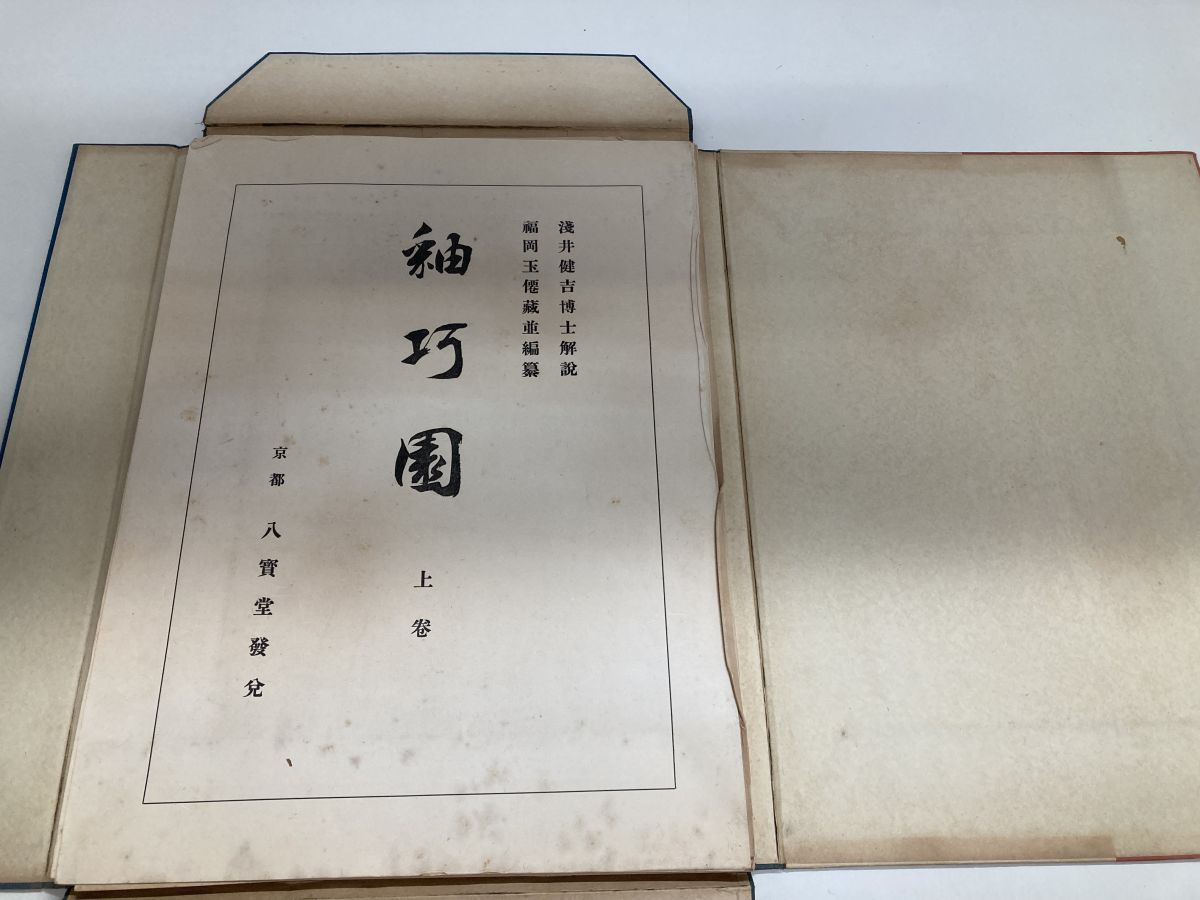 淺井健吉博士解說
福岡玉僊藏並編纂
釉巧園
上卷
京都
八寶堂發兌